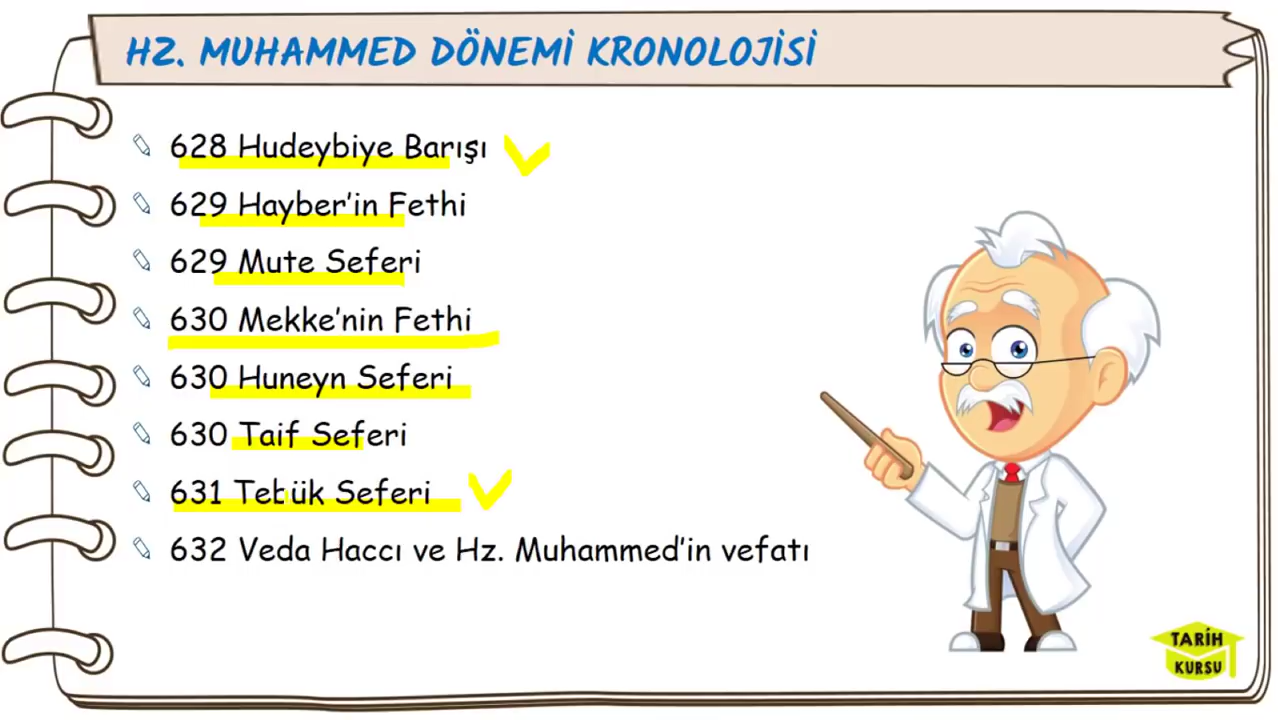 HZ. MUHAMMED DÖNEMİ KRONOLOJİSİ
628 Hudeybiye Barışı
629 Hayber'in Fethi
629 Mute Seferi
630 Mekke'nin Fethi
630 Huneyn Seferi
630 Taif Seferi
631 Tebük Seferi
632 Veda Haccı ve Hz. Muhammed'in vefatı
TARİH
KURSU